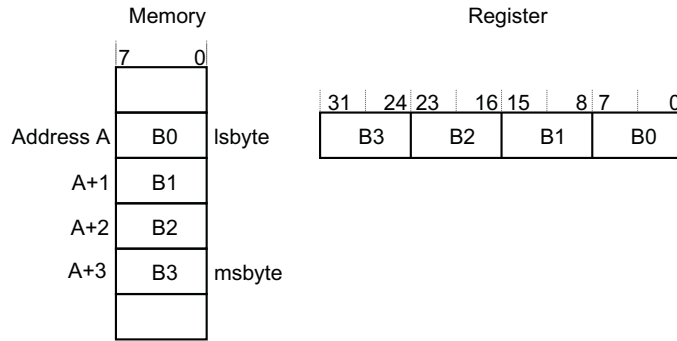 Memory
Register
7 0
31 24 23 16 15 8 7 0
Address A B0 lsbyte
B3 B2 B1 B0
A+1 B1
A+2 B2
A+3 B3 msbyte